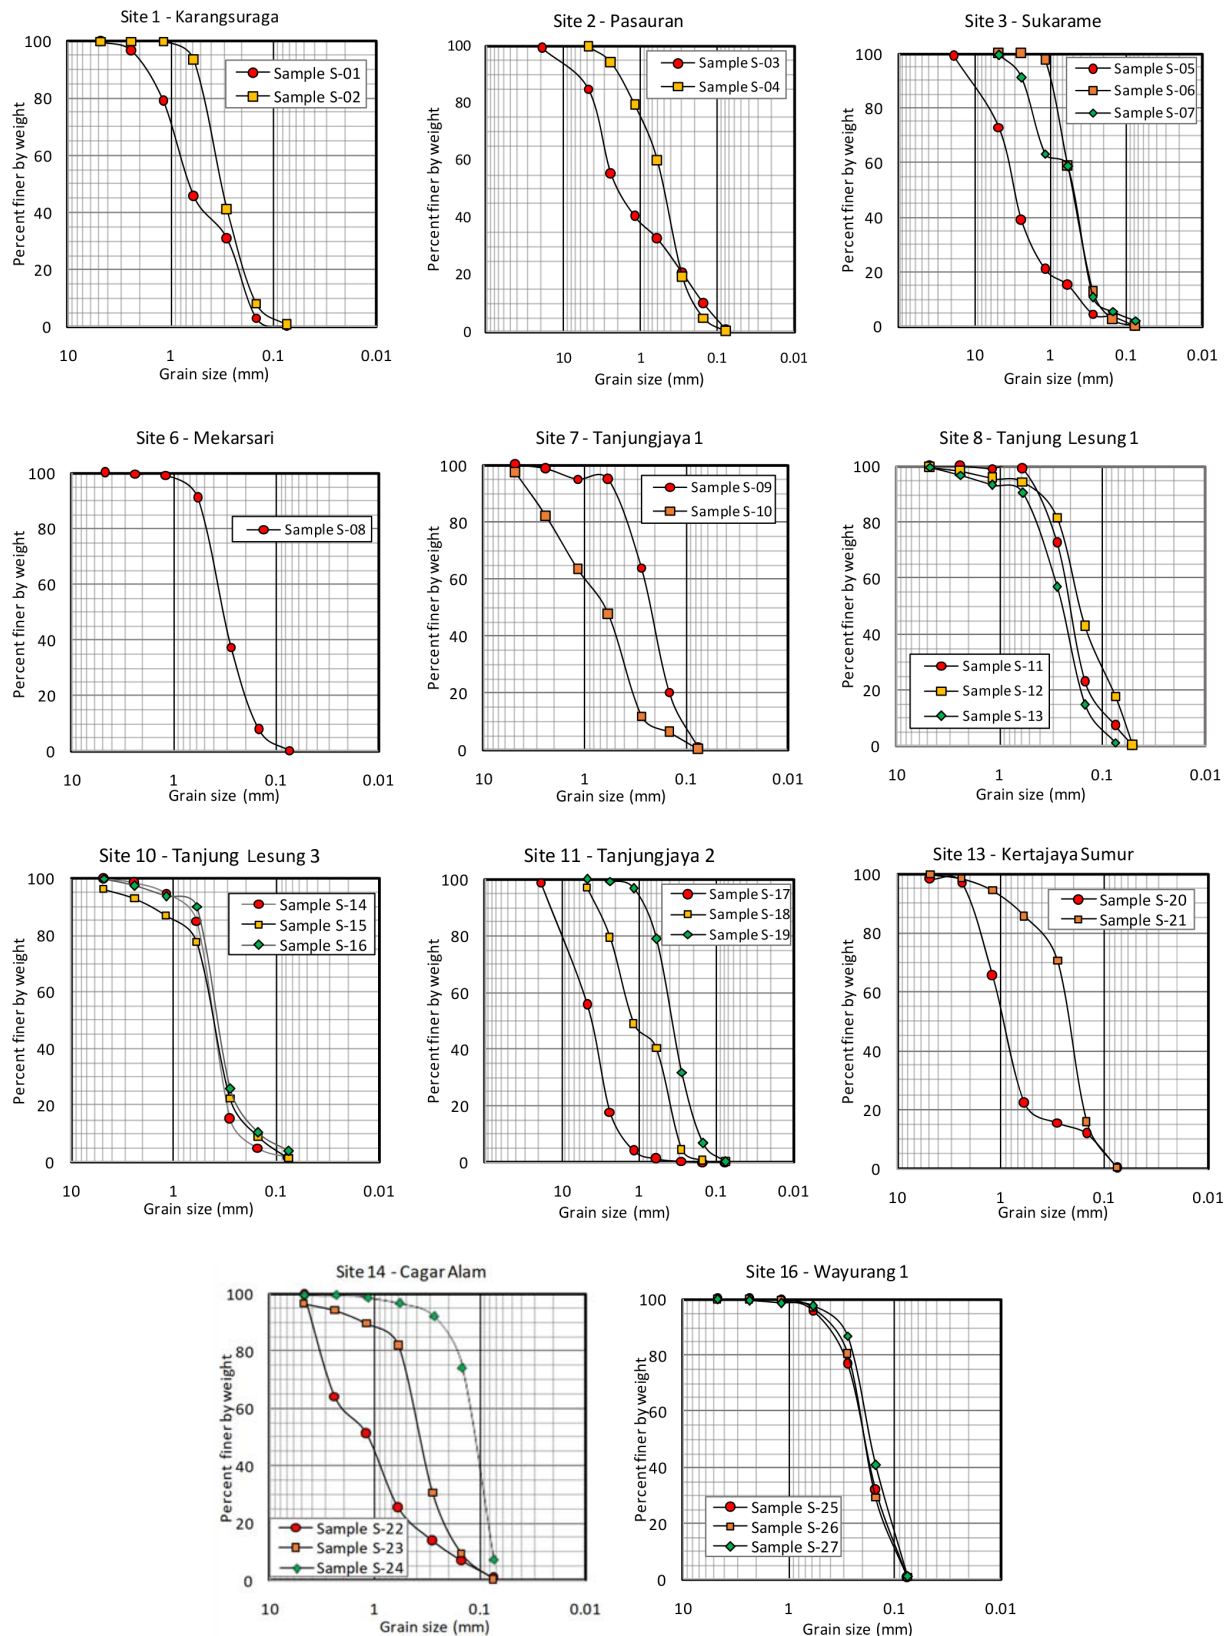 Site 1 - Karangsuraga
Percent finer by weight
100
80
60
40
20
0
Sample S-01
Sample S-02
10 1 0.1 0.01
Grain size (mm)
Site 2 - Pasauran
Percent finer by weight
100
80
60
40
20
0
Sample S-03
Sample S-04
10 1 0.1 0.01
Grain size (mm)
Site 3 - Sukarame
Percent finer by weight
100
80
60
40
20
0
Sample S-05
Sample S-06
Sample S-07
10 1 0.1 0.01
Grain size (mm)
Site 6 - Mekarsari
Percent finer by weight
100
80
60
40
20
0
Sample S-08
10 1 0.1 0.01
Grain size (mm)
Site 7 - Tanjungjaya 1
Percent finer by weight
100
80
60
40
20
0
Sample S-09
Sample S-10
10 1 0.1 0.01
Grain size (mm)
Site 8 - Tanjung Lesung 1
Percent finer by weight
100
80
60
40
20
0
Sample S-11
Sample S-12
Sample S-13
10 1 0.1 0.01
Grain size (mm)
Site 10 - Tanjung Lesung 3
Percent finer by weight
100
80
60
40
20
0
Sample S-14
Sample S-15
Sample S-16
10 1 0.1 0.01
Grain size (mm)
Site 11 - Tanjungjaya 2
Percent finer by weight
100
80
60
40
20
0
Sample S-17
Sample S-18
Sample S-19
10 1 0.1 0.01
Grain size (mm)
Site 13 - Kertajaya Sumur
Percent finer by weight
100
80
60
40
20
0
Sample S-20
Sample S-21
10 1 0.1 0.01
Grain size (mm)
Site 14 - Cagar Alam
Percent finer by weight
100
80
60
40
20
0
Sample S-22
Sample S-23
Sample S-24
10 1 0.1 0.01
Grain size (mm)
Site 16 - Wayurang 1
Percent finer by weight
100
80
60
40
20
0
Sample S-25
Sample S-26
Sample S-27
10 1 0.1 0.01
Grain size (mm)